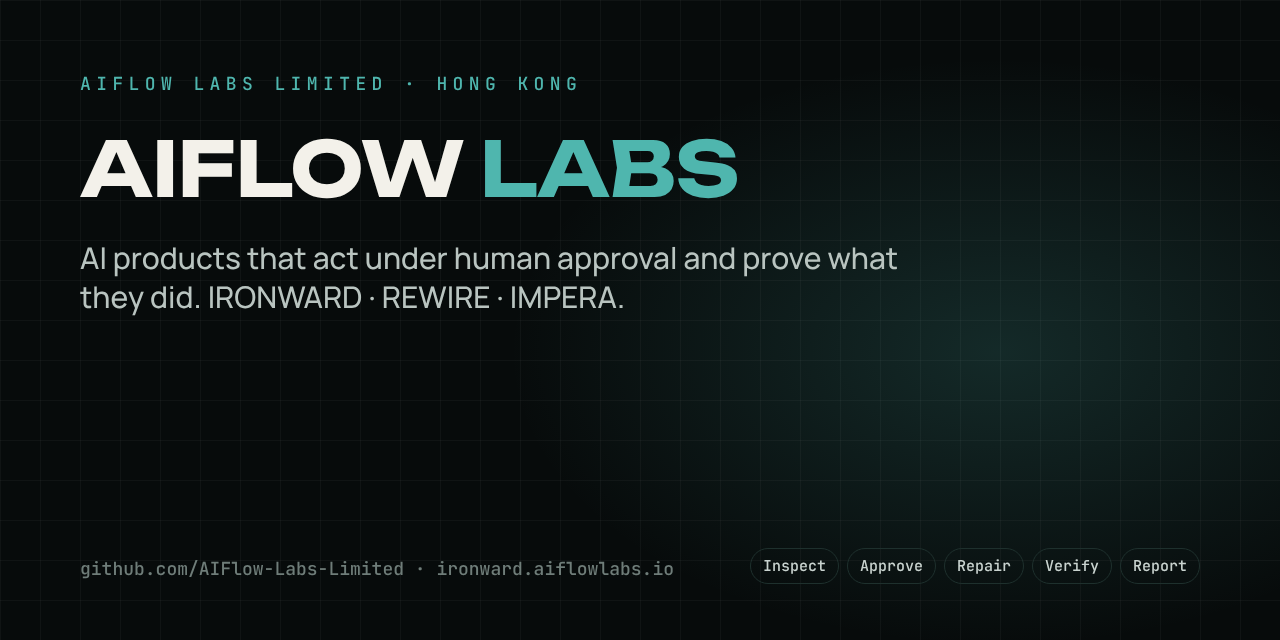 AIFLOW LABS LIMITED · HONG KONG
AIFLOW LABS
AI products that act under human approval and prove what
they did. IRONWARD · REWIRE · IMPERA.
github.com/AIFlow-Labs-Limited · ironward.aiflowlabs.io
Inspect Approve Repair Verify Report